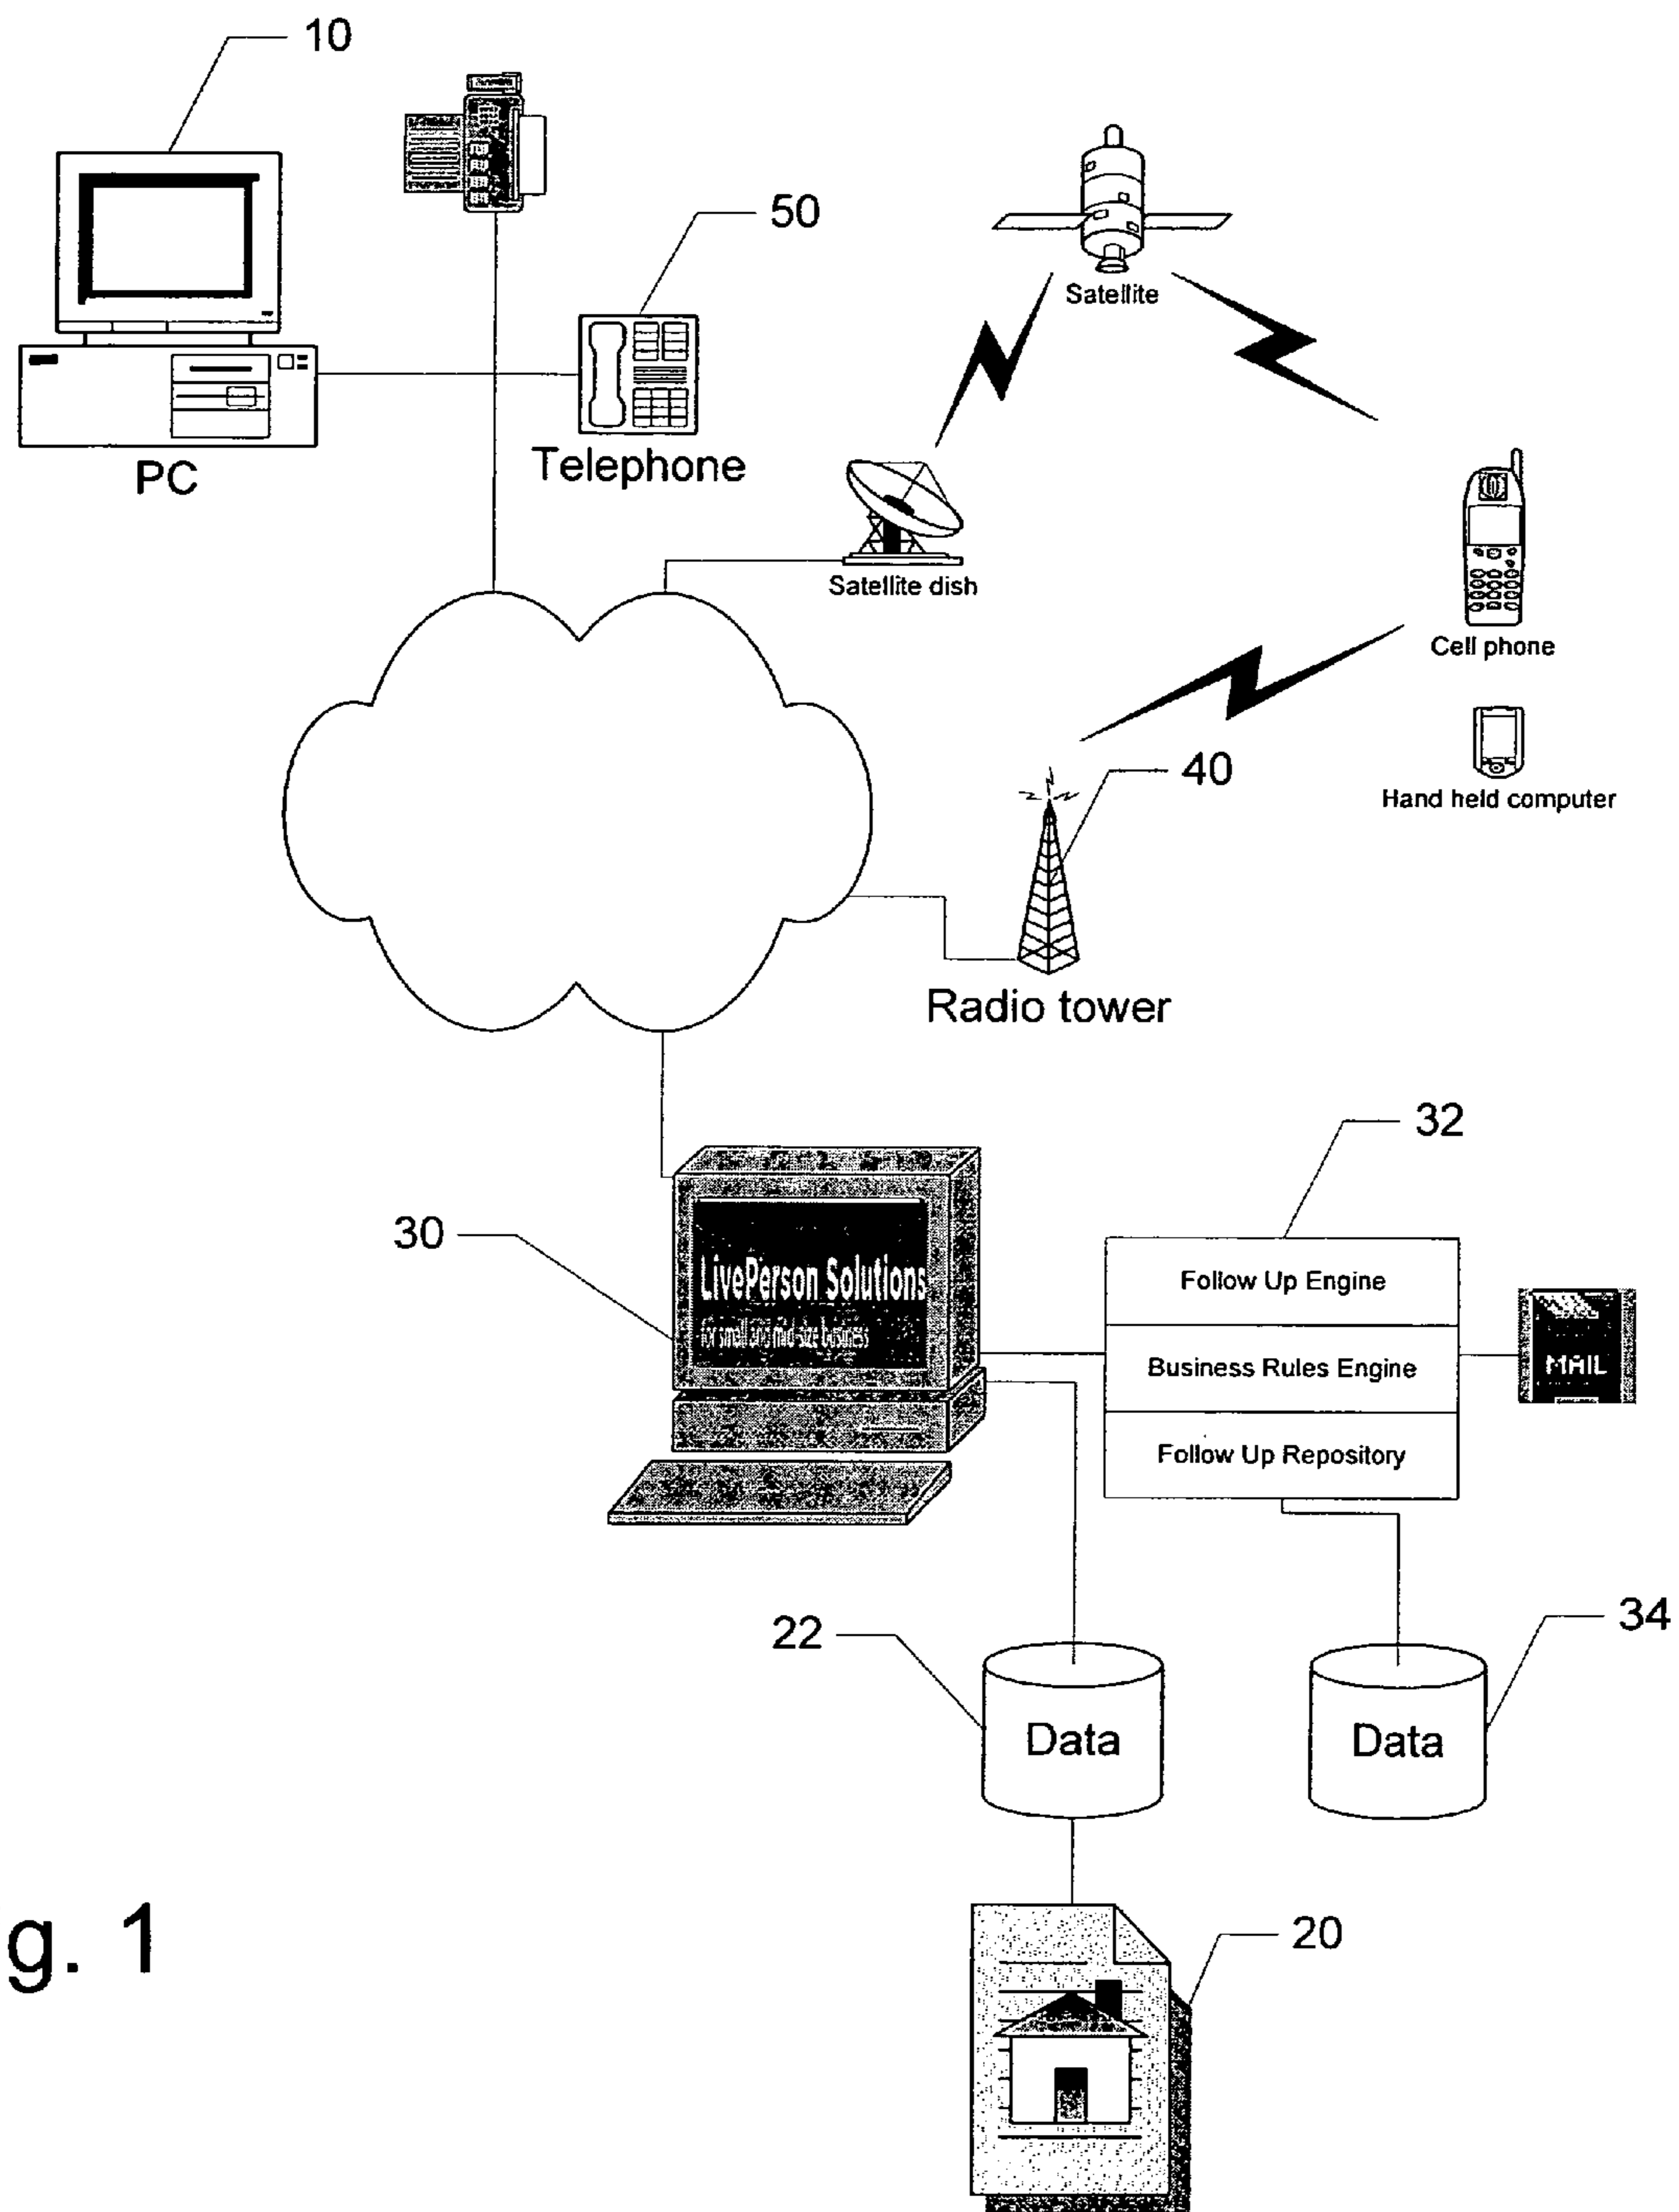 10
50
Satellite
PC
Telephone
Satellite dish
Cell phone
40
Hand held computer
Radio tower
32
30
LivePerson Solutions
for small and mid-size business
Follow Up Engine
Business Rules Engine
MAIL
Follow Up Repository
22
34
Data
Data
20
g. 1